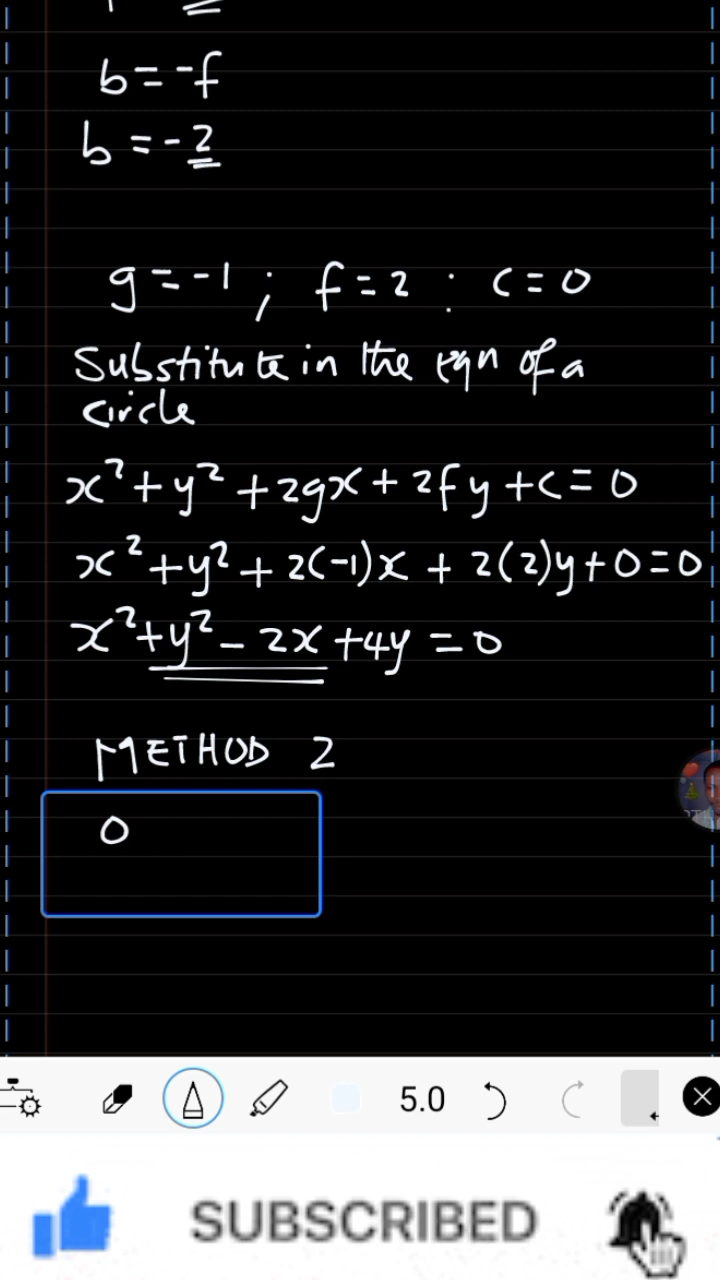 b = -f
b = -2
g = -1 ; f = 2 : c = 0
Substitute in the eqn of a
circle
x² + y² + 2gx + 2fy + c = 0
x² + y² + 2(-1)x + 2(2)y + 0 = 0
x² + y² - 2x + 4y = 0
METHOD 2
0
5.0
SUBSCRIBED